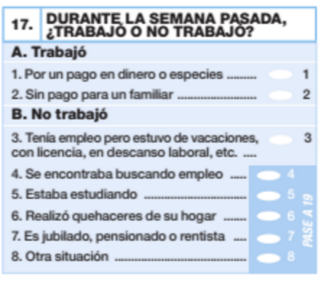 17. DURANTE LA SEMANA PASADA,
¿TRABAJÓ O NO TRABAJÓ?
A. Trabajó
1. Por un pago en dinero o especies ......... 1
2. Sin pago para un familiar ........................ 2
B. No trabajó
3. Tenía empleo pero estuvo de vacaciones, 3
con licencia, en descanso laboral, etc. ....
4. Se encontraba buscando empleo ..... 4
5. Estaba estudiando ............................... 5
6. Realizó quehaceres de su hogar ....... 6
7. Es jubilado, pensionado o rentista .... 7
8. Otra situación ........................................ 8
PASE A 19